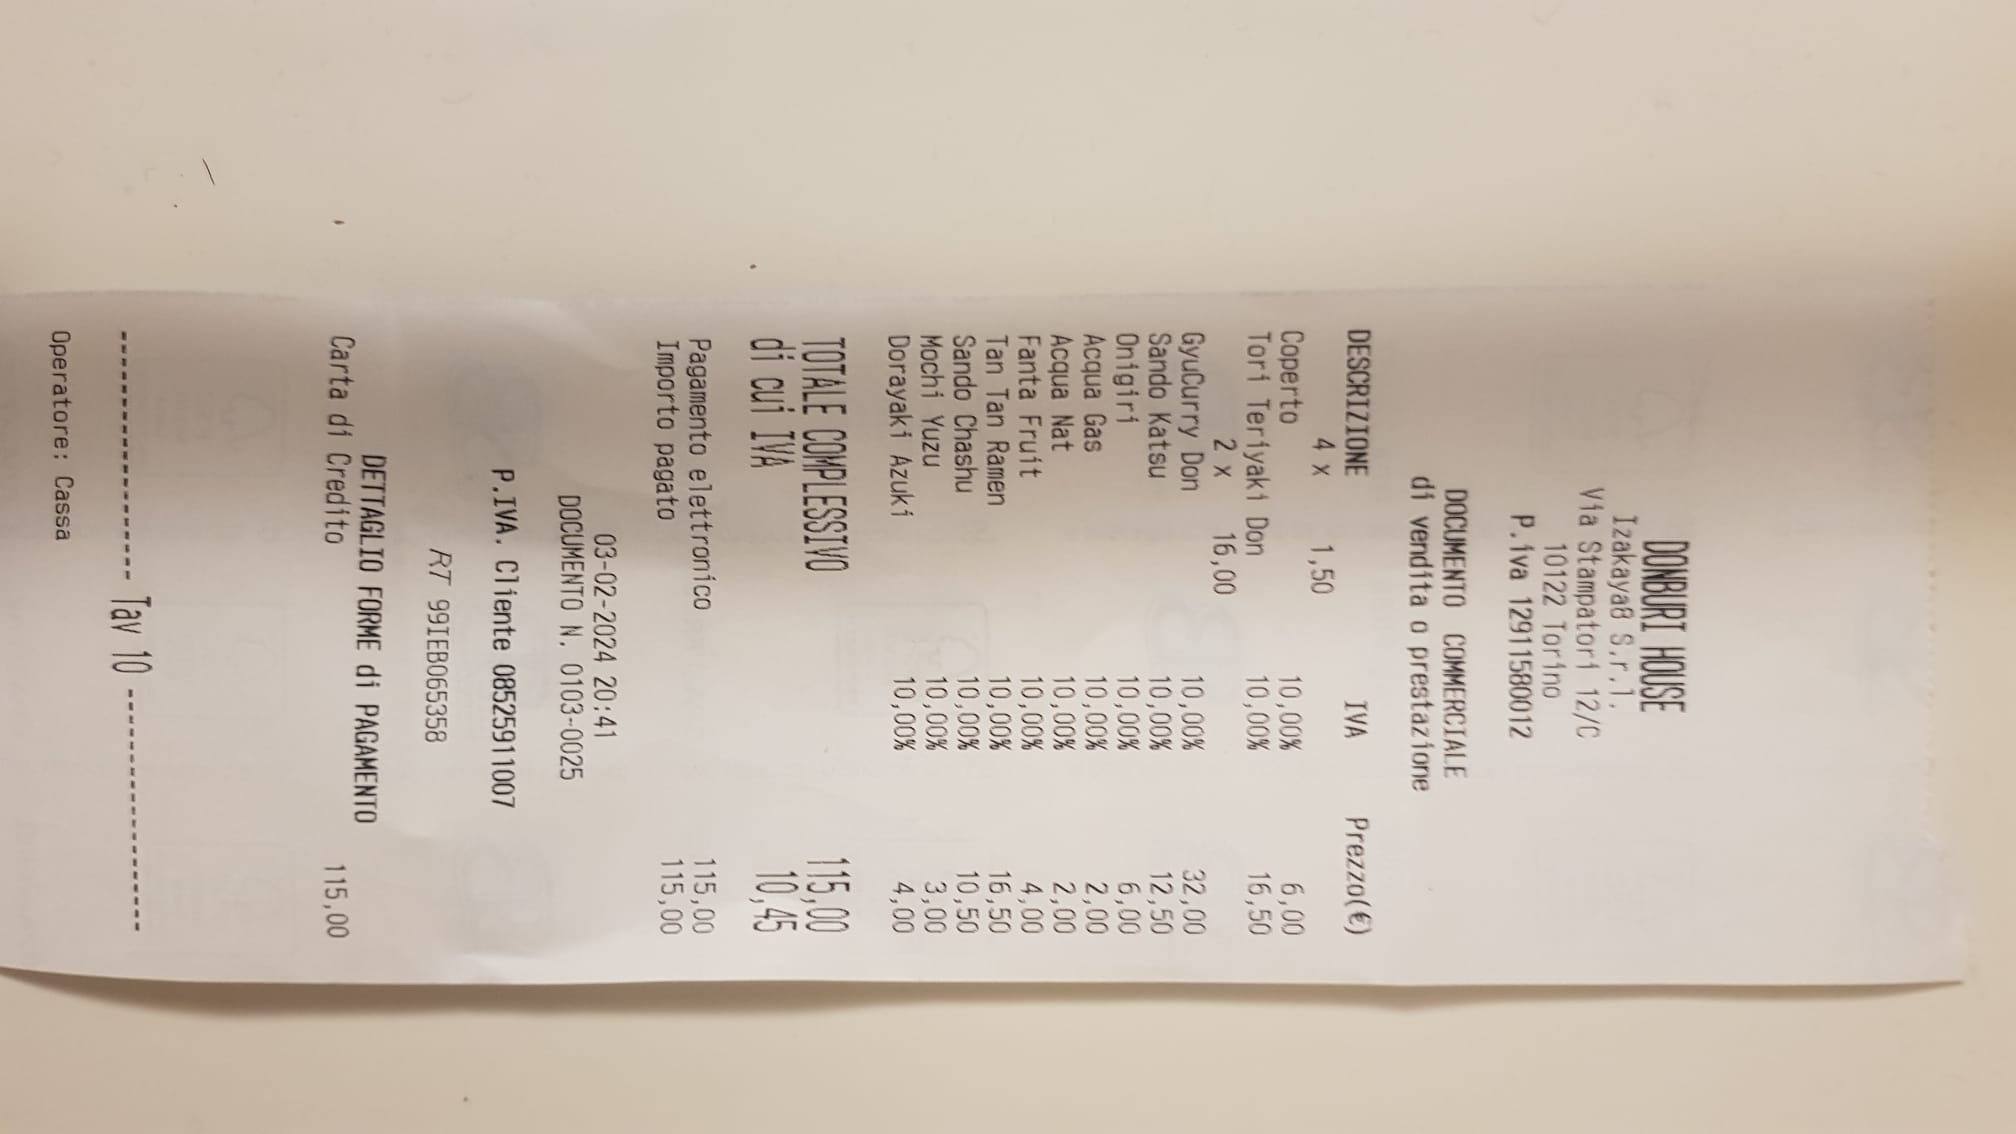 DONBURI HOUSE
Izakaya8 S.r.l.
Via Stampatori 12/C
10122 Torino
P.iva 12911580012
DOCUMENTO COMMERCIALE
di vendita o prestazione
DESCRIZIONE IVA Prezzo(€)
4 x 1,50
Coperto 10,00% 6,00
Tori Teriyaki Don 10,00% 16,50
2 x 16,00
GyuCurry Don 10,00% 32,00
Sando Katsu 10,00% 12,50
Onigiri 10,00% 6,00
Acqua Gas 10,00% 2,00
Acqua Nat 10,00% 2,00
Fanta Fruit 10,00% 4,00
Tan Tan Ramen 10,00% 16,50
Sando Chashu 10,00% 10,50
Mochi Yuzu 10,00% 3,00
Dorayaki Azuki 10,00% 4,00
TOTALE COMPLESSIVO 115,00
di cui IVA 10,45
Pagamento elettronico 115,00
Importo pagato 115,00
03-02-2024 20:41
DOCUMENTO N. 0103-0025
P.IVA. Cliente 08525911007
RT 99IEB065358
DETTAGLIO FORME di PAGAMENTO
Carta di Credito 115,00
------------------ Tav 10 ------------------
Operatore: Cassa